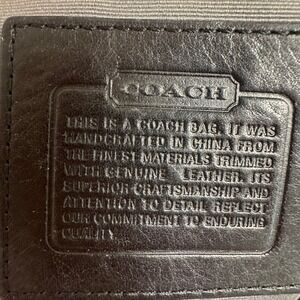 COACH
THIS IS A COACH BAG. IT WAS
HANDCRAFTED IN CHINA FROM
THE FINEST MATERIALS TRIMMED
WITH GENUINE LEATHER. ITS
SUPERIOR CRAFTSMANSHIP AND
ATTENTION TO DETAIL REFLECT
OUR COMMITMENT TO ENDURING
QUALITY.